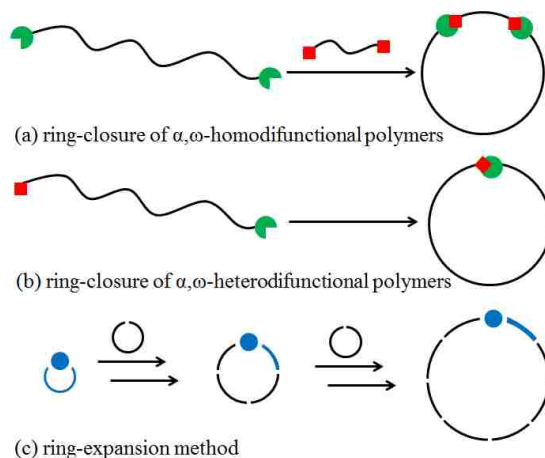 (a) ring-closure of α,ω-homodifunctional polymers
(b) ring-closure of α,ω-heterodifunctional polymers
(c) ring-expansion method